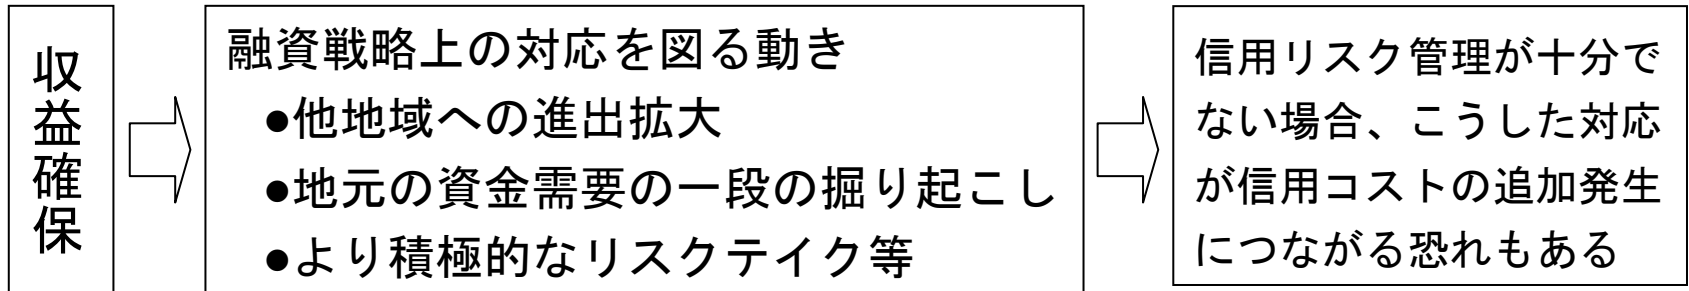 収益確保
融資戦略上の対応を図る動き
●他地域への進出拡大
●地元の資金需要の一段の掘り起こし
●より積極的なリスクテイク等
信用リスク管理が十分で
ない場合、こうした対応
が信用コストの追加発生
につながる恐れもある